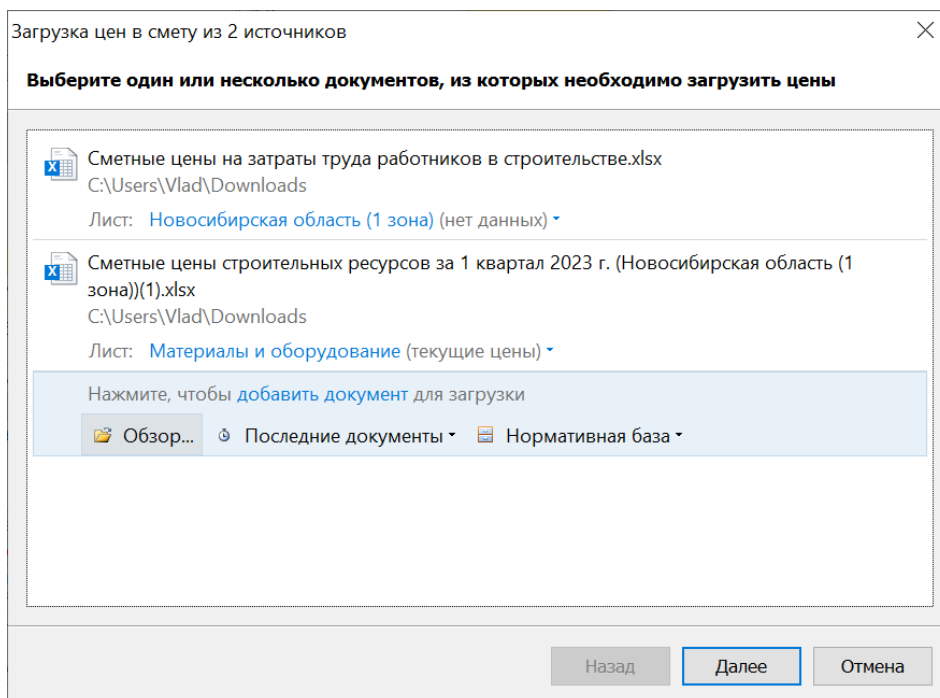 Загрузка цен в смету из 2 источников
Выберите один или несколько документов, из которых необходимо загрузить цены
Сметные цены на затраты труда работников в строительстве.xlsx
C:\Users\Vlad\Downloads
Лист: Новосибирская область (1 зона) (нет данных)
Сметные цены строительных ресурсов за 1 квартал 2023 г. (Новосибирская область (1
зона))(1).xlsx
C:\Users\Vlad\Downloads
Лист: Материалы и оборудование (текущие цены)
Нажмите, чтобы добавить документ для загрузки
Обзор... Последние документы Нормативная база
Назад Далее Отмена